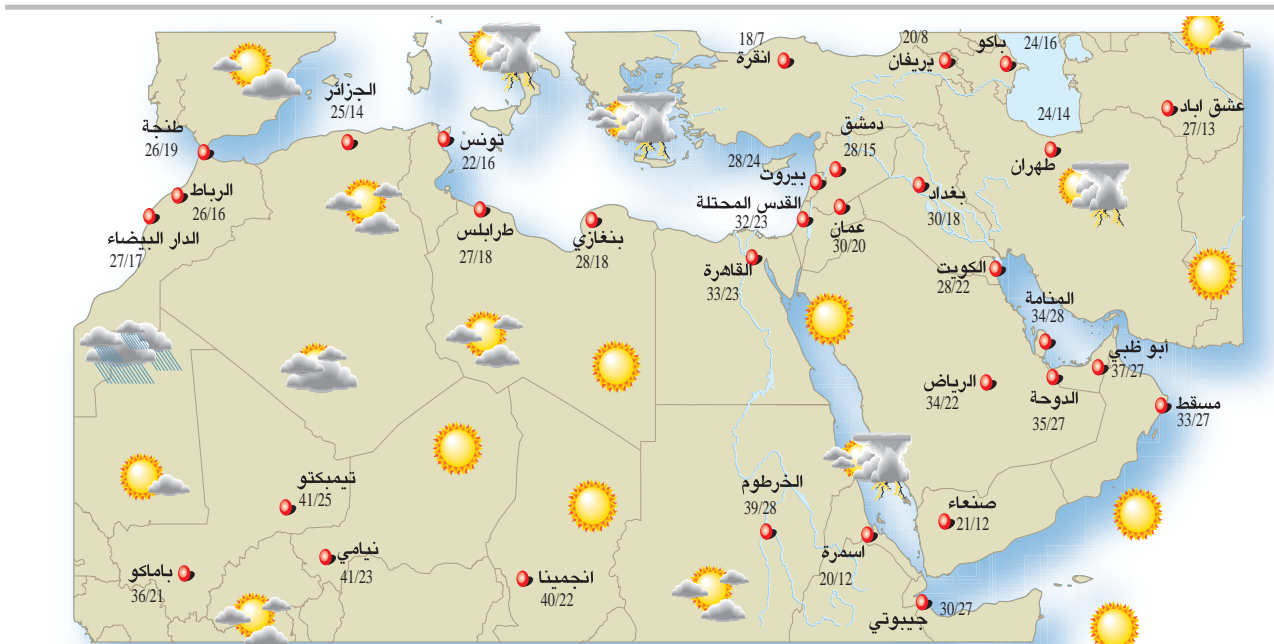 18/7
انقرة
20/8
يريفان
24/16
باكو
عشق اباد
27/13
24/14
طهران
الجزائر
25/14
طنجة
26/19
تونس
22/16
دمشق
28/15
28/24
بيروت
الرباط
26/16
القدس المحتلة
32/23
عمان
30/20
بغداد
30/18
الدار البيضاء
27/17
طرابلس
27/18
بنغازي
28/18
القاهرة
33/23
الكويت
28/22
المنامة
34/28
أبو ظبي
37/27
الرياض
34/22
الدوحة
35/27
مسقط
33/27
تيمبكتو
41/25
الخرطوم
39/28
صنعاء
21/12
نيامي
41/23
اسمرة
20/12
باماكو
36/21
انجمينا
40/22
30/27
جيبوتي